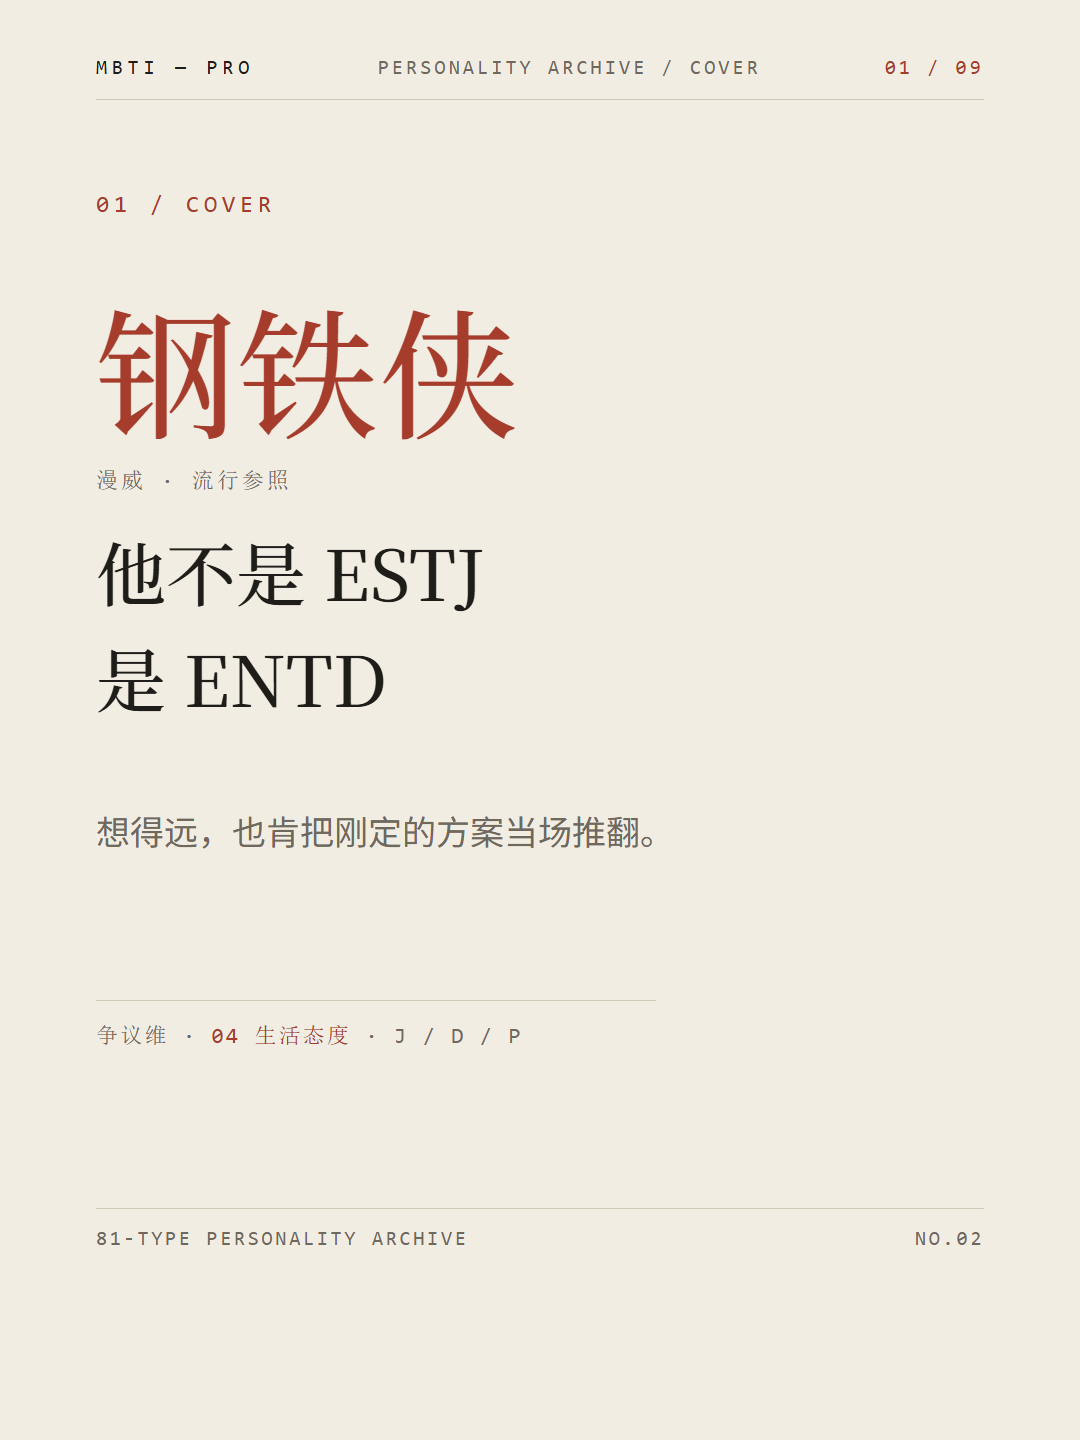 MBTI — PRO
PERSONALITY ARCHIVE / COVER
01 / 09
01 / COVER
钢铁侠
漫威 · 流行参照
他不是 ESTJ
是 ENTD
想得远，也肯把刚定的方案当场推翻。
争议维 · 04 生活态度 · J / D / P
81-TYPE PERSONALITY ARCHIVE
NO.02